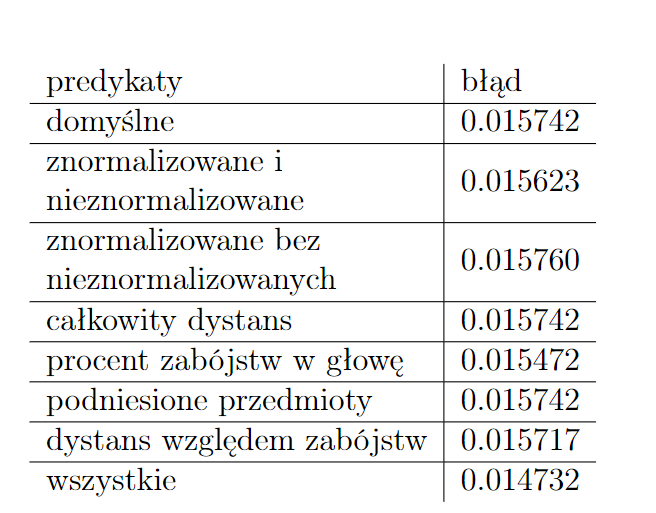 predykaty błąd
domyślne 0.015742
znormalizowane i
nieznormalizowane 0.015623
znormalizowane bez
nieznormalizowanych 0.015760
całkowity dystans 0.015742
procent zabójstw w głowę 0.015472
podniesione przedmioty 0.015742
dystans względem zabójstw 0.015717
wszystkie 0.014732